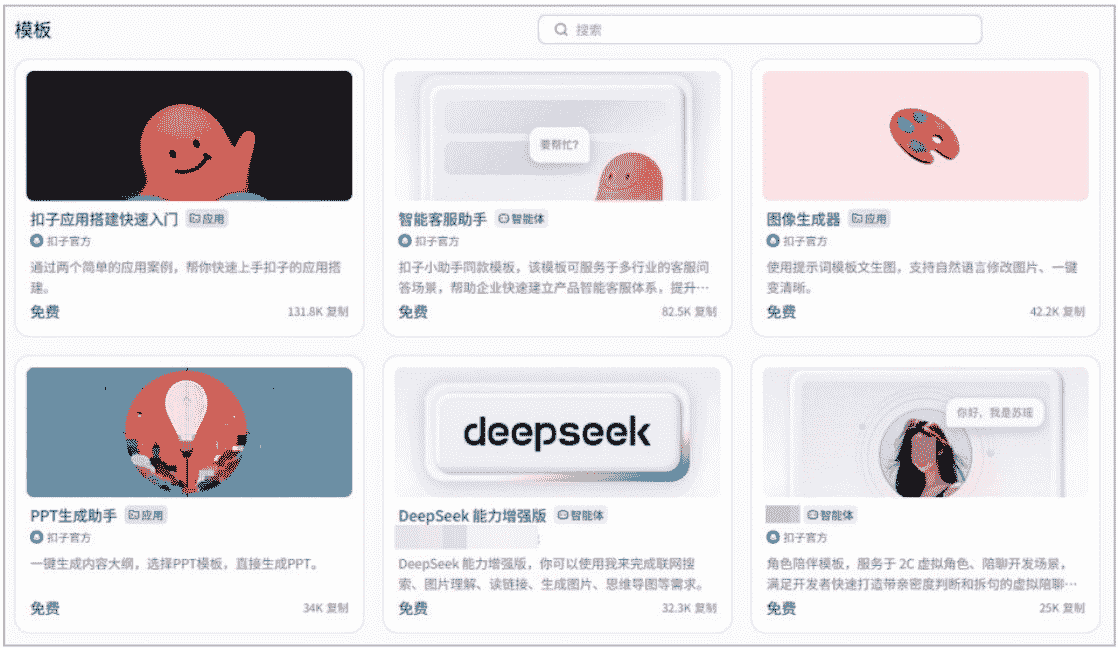 模板
搜索
要帮忙?
扣子应用搭建快速入门 应用
扣子官方
通过两个简单的应用案例，帮你快速上手扣子的应用搭
建。
免费 131.8K 复制
智能客服助手 智能体
扣子官方
扣子小助手同款模板，该模板可服务于多行业的客服问
答场景，帮助企业快速建立产品智能客服体系，提升…
免费 82.5K 复制
图像生成器 应用
扣子官方
使用提示词模板文生图，支持自然语言修改图片、一键
变清晰。
免费 42.2K 复制
PPT生成助手 应用
扣子官方
一键生成内容大纲，选择PPT模板，直接生成PPT。
免费 34K 复制
deepseek
DeepSeek 能力增强版 智能体
DeepSeek 能力增强版，你可以使用我来完成联网搜
索、图片理解、读链接、生成图片、思维导图等需求。
免费 32.3K 复制
你好，我是苏瑶
智能体
扣子官方
角色陪伴模板，服务于 2C 虚拟角色、陪聊开发场景，
满足开发者快速打造带亲密度判断和拆句的虚拟陪聊…
免费 25K 复制